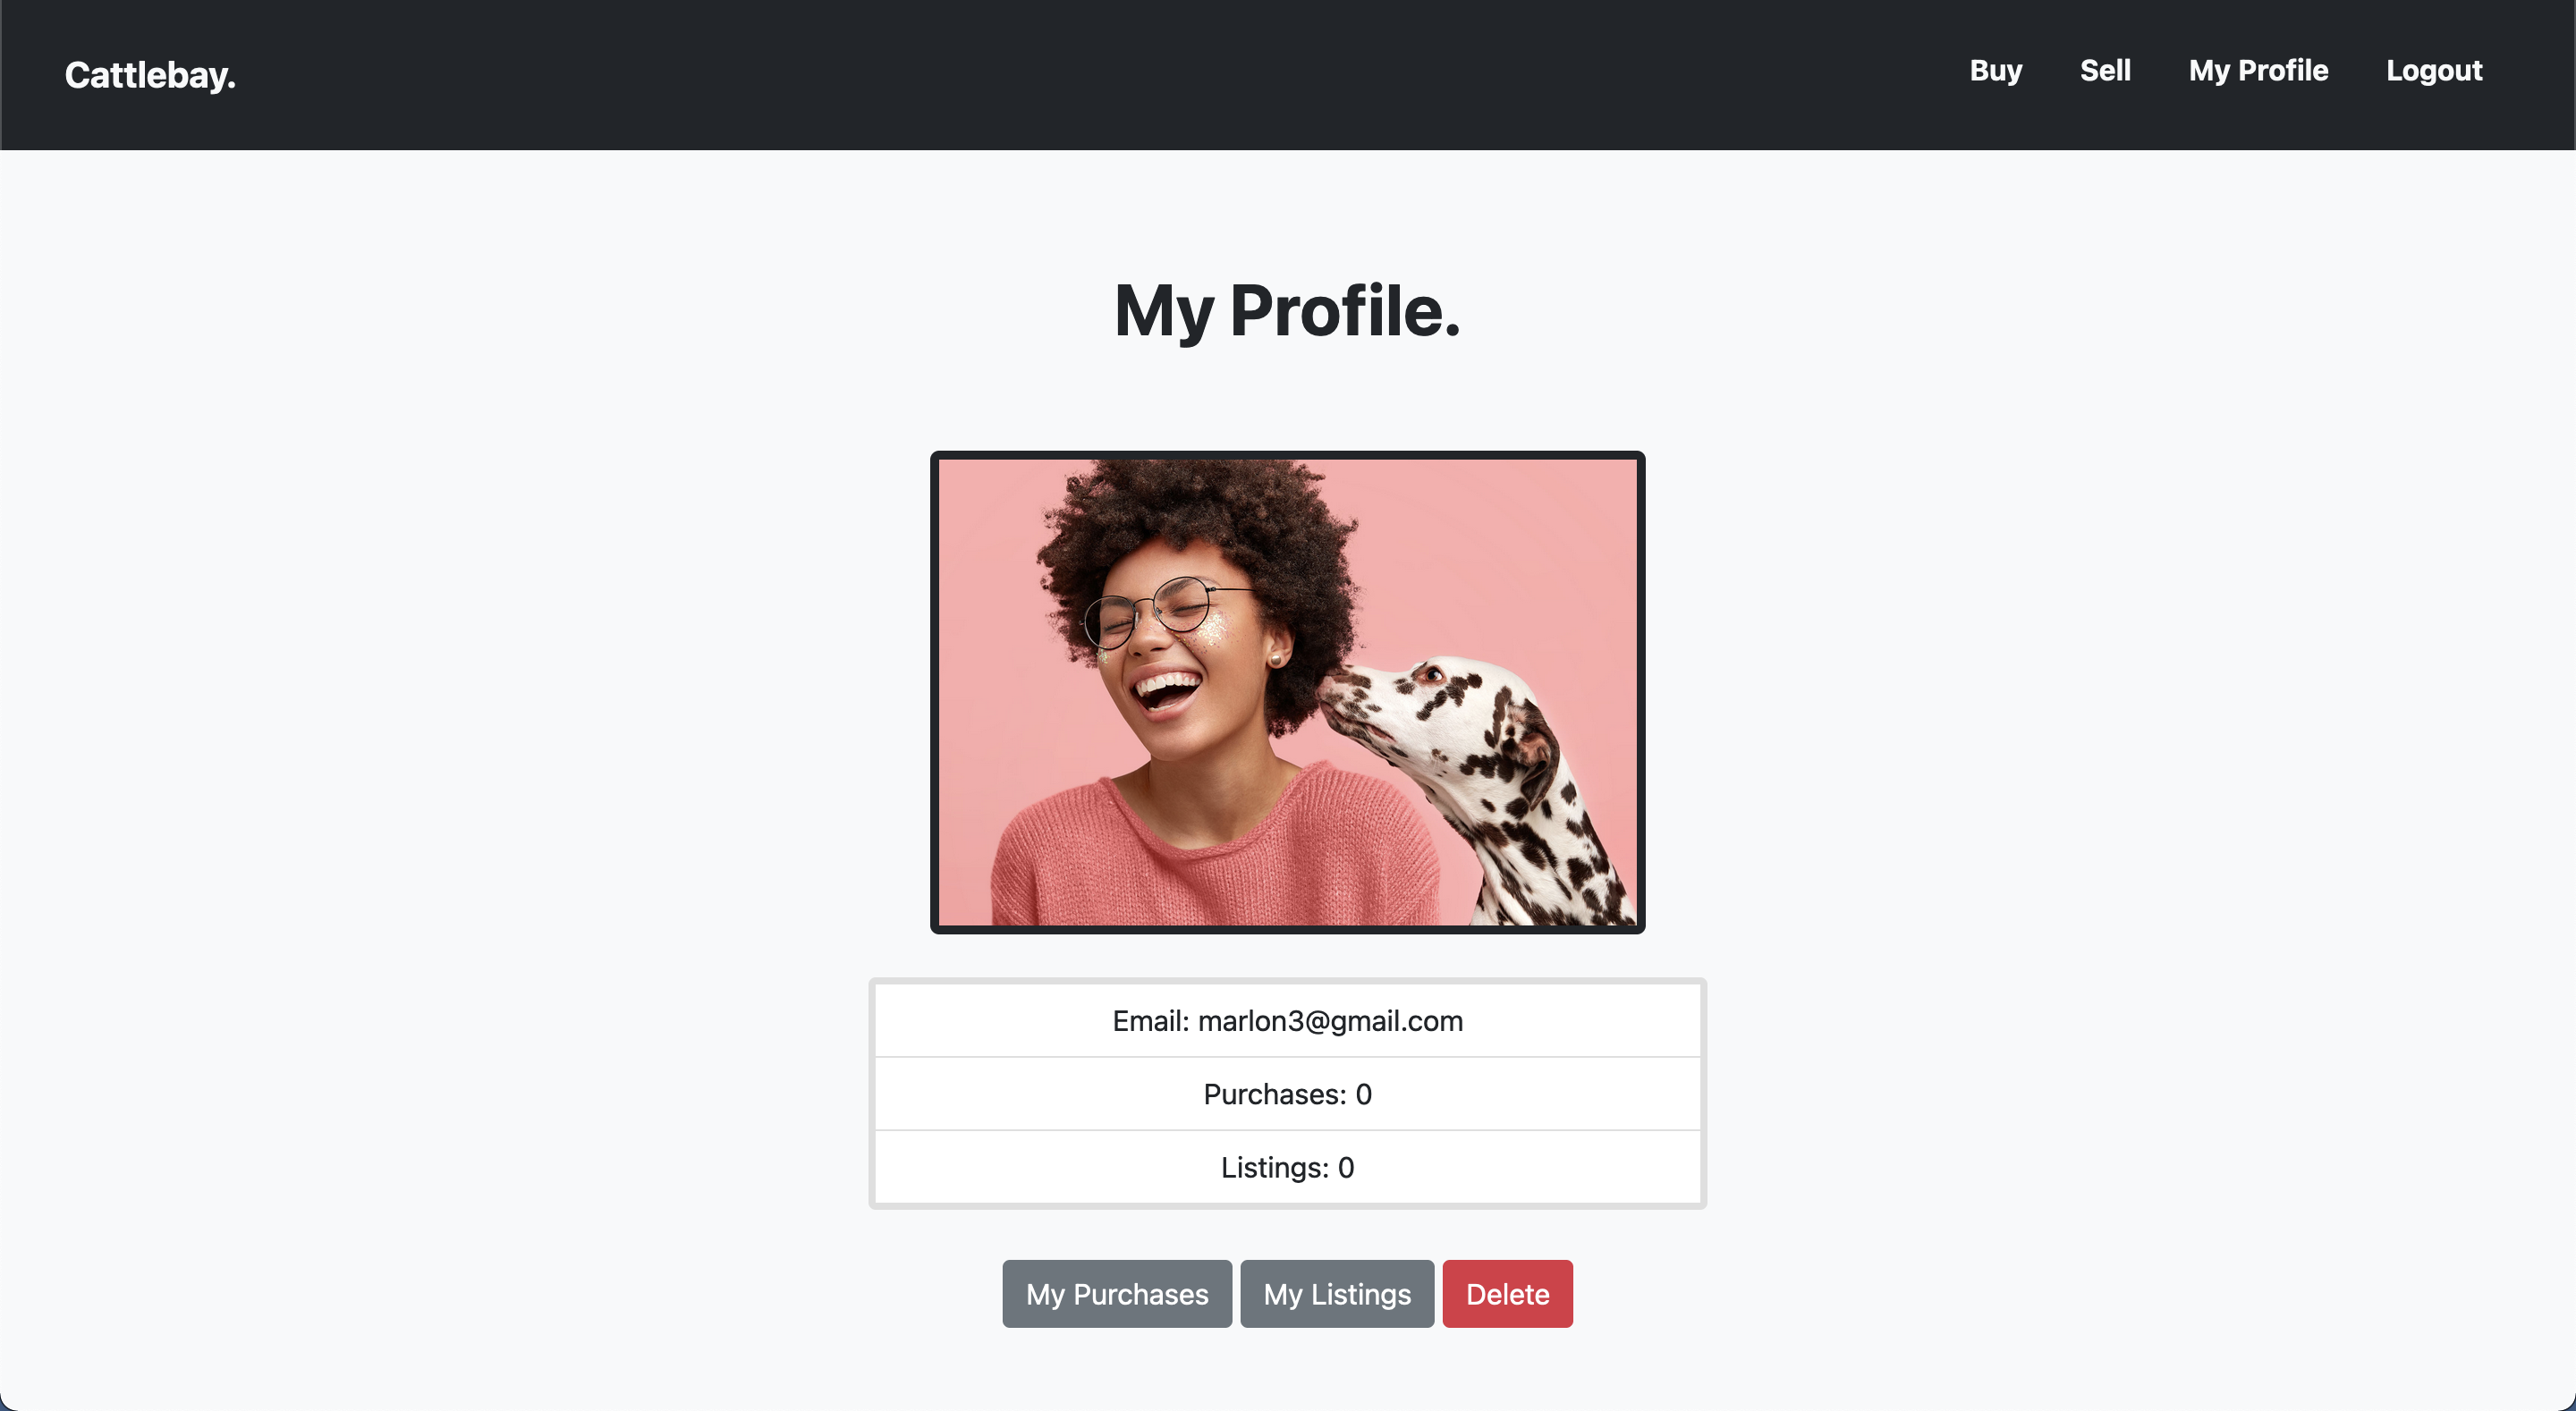 Cattlebay.
Buy Sell My Profile Logout
My Profile.
Email: marlon3@gmail.com
Purchases: 0
Listings: 0
My Purchases My Listings Delete